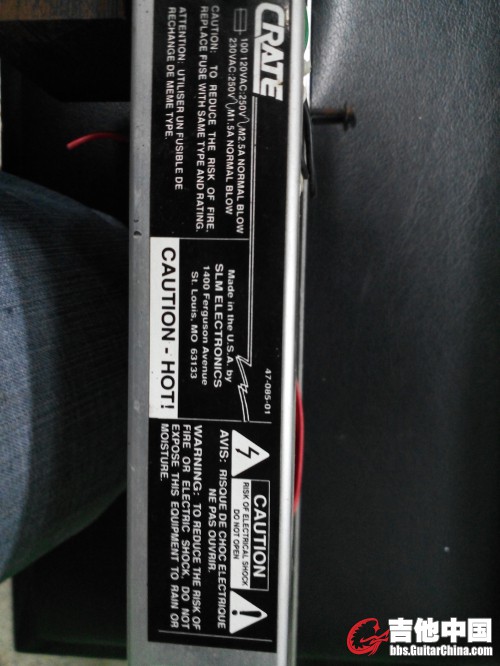 CRATE
100 120VAC:250V M2.5A NORMAL BLOW
230VAC:250V M1.5A NORMAL BLOW
CAUTION: TO REDUCE THE RISK OF FIRE,
REPLACE FUSE WITH SAME TYPE AND RATING.
ATTENTION: UTILISER UN FUSIBLE DE
RECHANGE DE MEME TYPE.
47-085-01
Made in the U.S.A. by
SLM ELECTRONICS
1400 Ferguson Avenue
St. Louis, MO 63133
CAUTION - HOT!
CAUTION
RISK OF ELECTRICAL SHOCK
DO NOT OPEN
AVIS: RISQUE DE CHOC ELECTRIQUE
NE PAS OUVRIR.
WARNING: TO REDUCE THE RISK OF
FIRE OR ELECTRIC SHOCK, DO NOT
EXPOSE THIS EQUIPMENT TO RAIN OR
MOISTURE.
吉他中国
bbs.GuitarChina.com